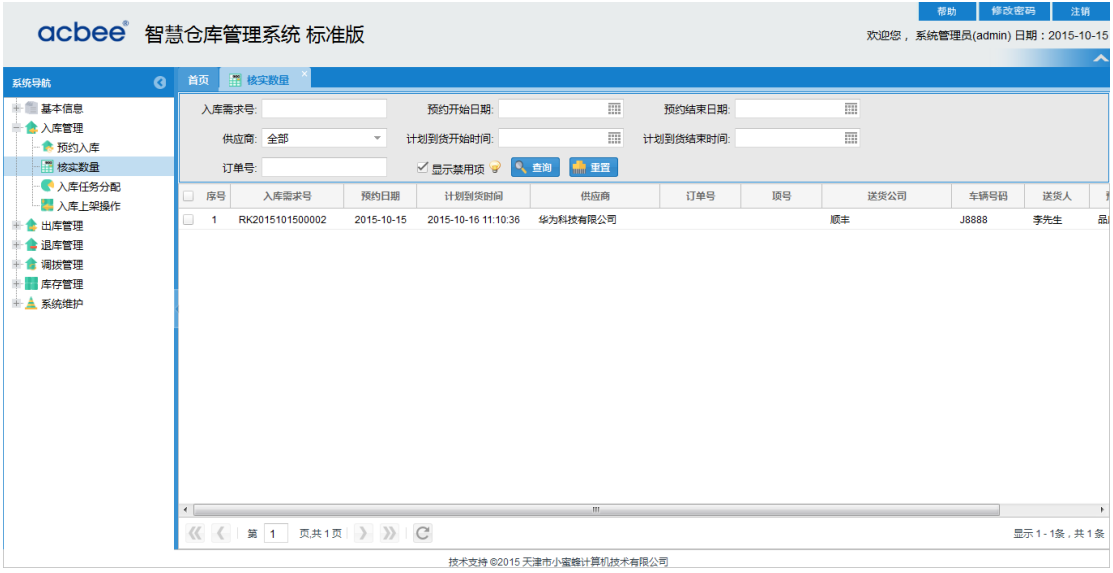 帮助 修改密码 注销
acbee® 智慧仓库管理系统 标准版
欢迎您， 系统管理员(admin) 日期：2015-10-15
系统导航
首页 核实数量
基本信息
入库管理
预约入库
核实数量
入库任务分配
入库上架操作
出库管理
退库管理
调拨管理
库存管理
系统维护
入库需求号: 预约开始日期: 预约结束日期:
供应商: 全部 计划到货开始时间: 计划到货结束时间:
订单号: 显示禁用项 查询 重置
序号 入库需求号 预约日期 计划到货时间 供应商 订单号 顶号 送货公司 车辆号码 送货人
1 RK2015101500002 2015-10-15 2015-10-16 11:10:36 华为科技有限公司 顺丰 J8888 李先生
第 1 页,共 1 页
显示 1 - 1条，共 1 条
技术支持 ©2015 天津市小蜜蜂计算机技术有限公司